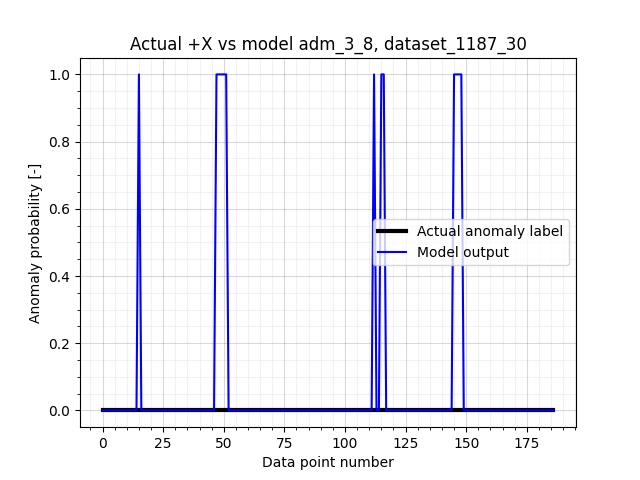 Actual +X vs model adm_3_8, dataset_1187_30
Anomaly probability [-]
1.0
0.8
0.6
0.4
0.2
0.0
Actual anomaly label
Model output
0 25 50 75 100 125 150 175
Data point number